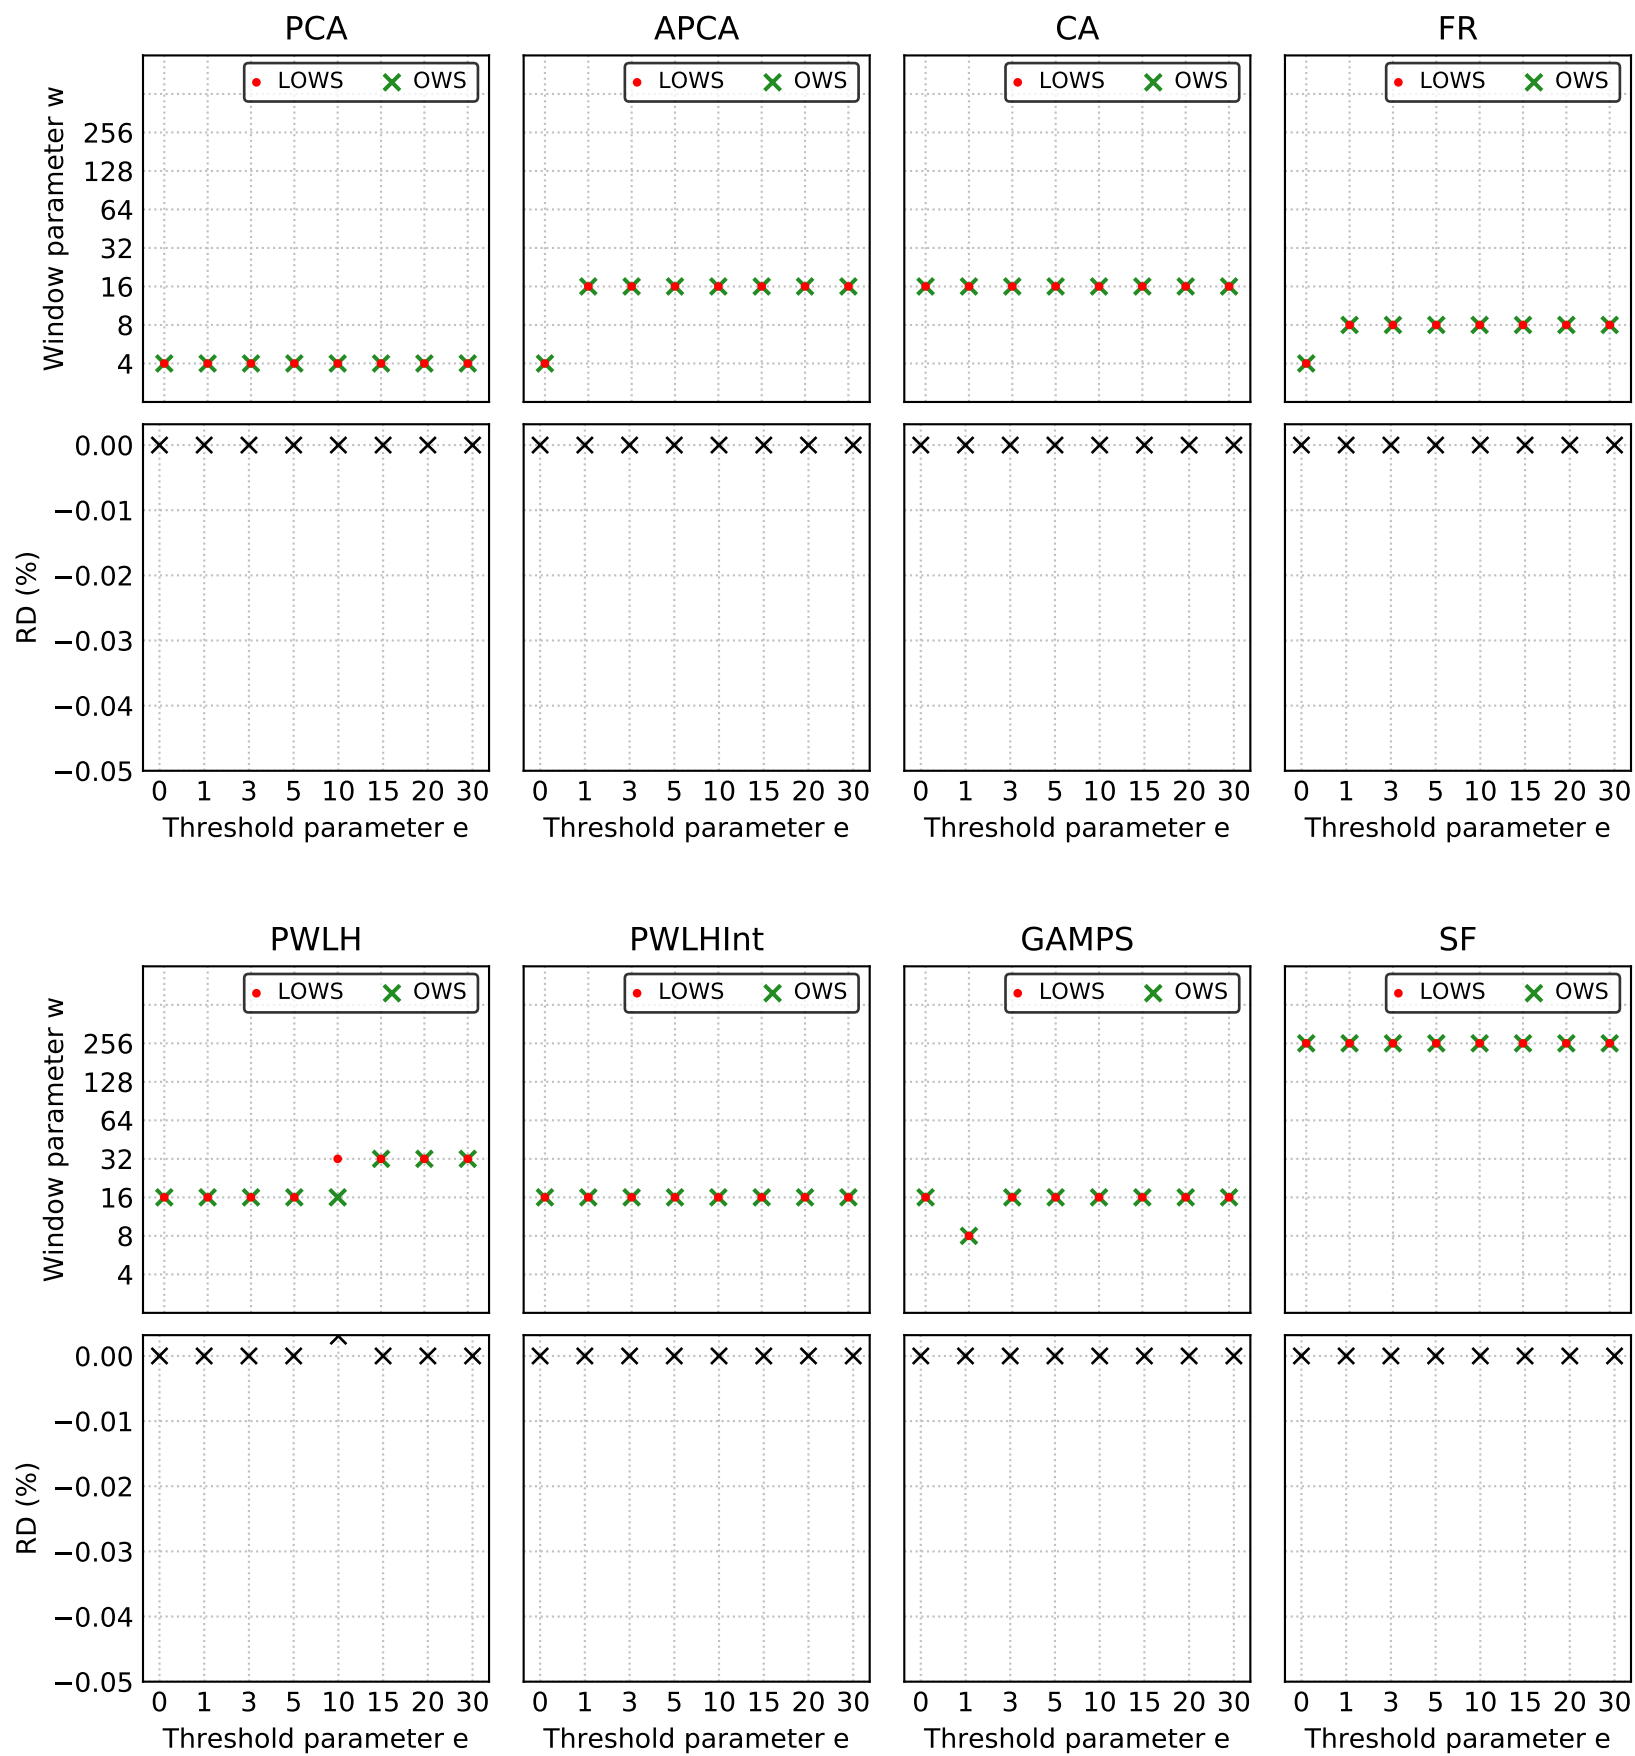 PCA APCA CA FR
LOWS OWS LOWS OWS LOWS OWS LOWS OWS
Window parameter w
256
128
64
32
16
8
4
RD (%)
0.00
−0.01
−0.02
−0.03
−0.04
−0.05
0 1 3 5 10 15 20 30 0 1 3 5 10 15 20 30 0 1 3 5 10 15 20 30 0 1 3 5 10 15 20 30
Threshold parameter e Threshold parameter e Threshold parameter e Threshold parameter e
PWLH PWLHInt GAMPS SF
LOWS OWS LOWS OWS LOWS OWS LOWS OWS
Window parameter w
256
128
64
32
16
8
4
RD (%)
0.00
−0.01
−0.02
−0.03
−0.04
−0.05
0 1 3 5 10 15 20 30 0 1 3 5 10 15 20 30 0 1 3 5 10 15 20 30 0 1 3 5 10 15 20 30
Threshold parameter e Threshold parameter e Threshold parameter e Threshold parameter e